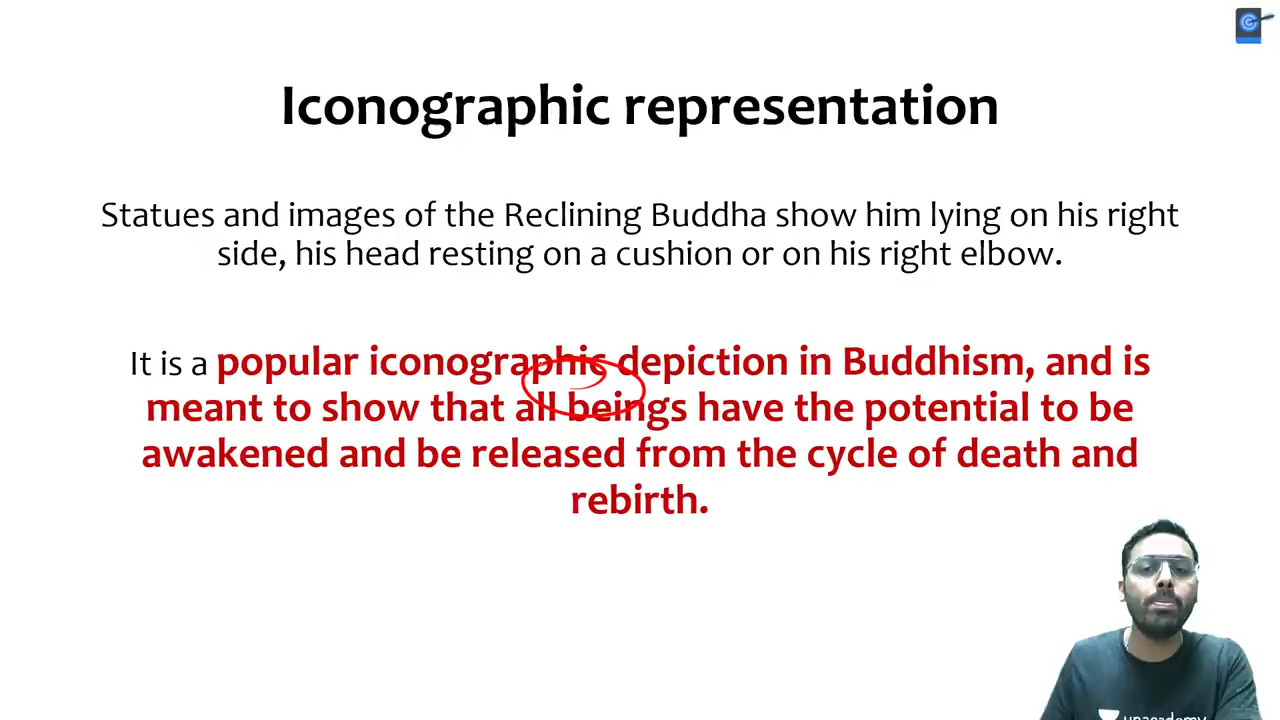 Iconographic representation
Statues and images of the Reclining Buddha show him lying on his right
side, his head resting on a cushion or on his right elbow.
It is a popular iconographic depiction in Buddhism, and is
meant to show that all beings have the potential to be
awakened and be released from the cycle of death and
rebirth.
unacademy